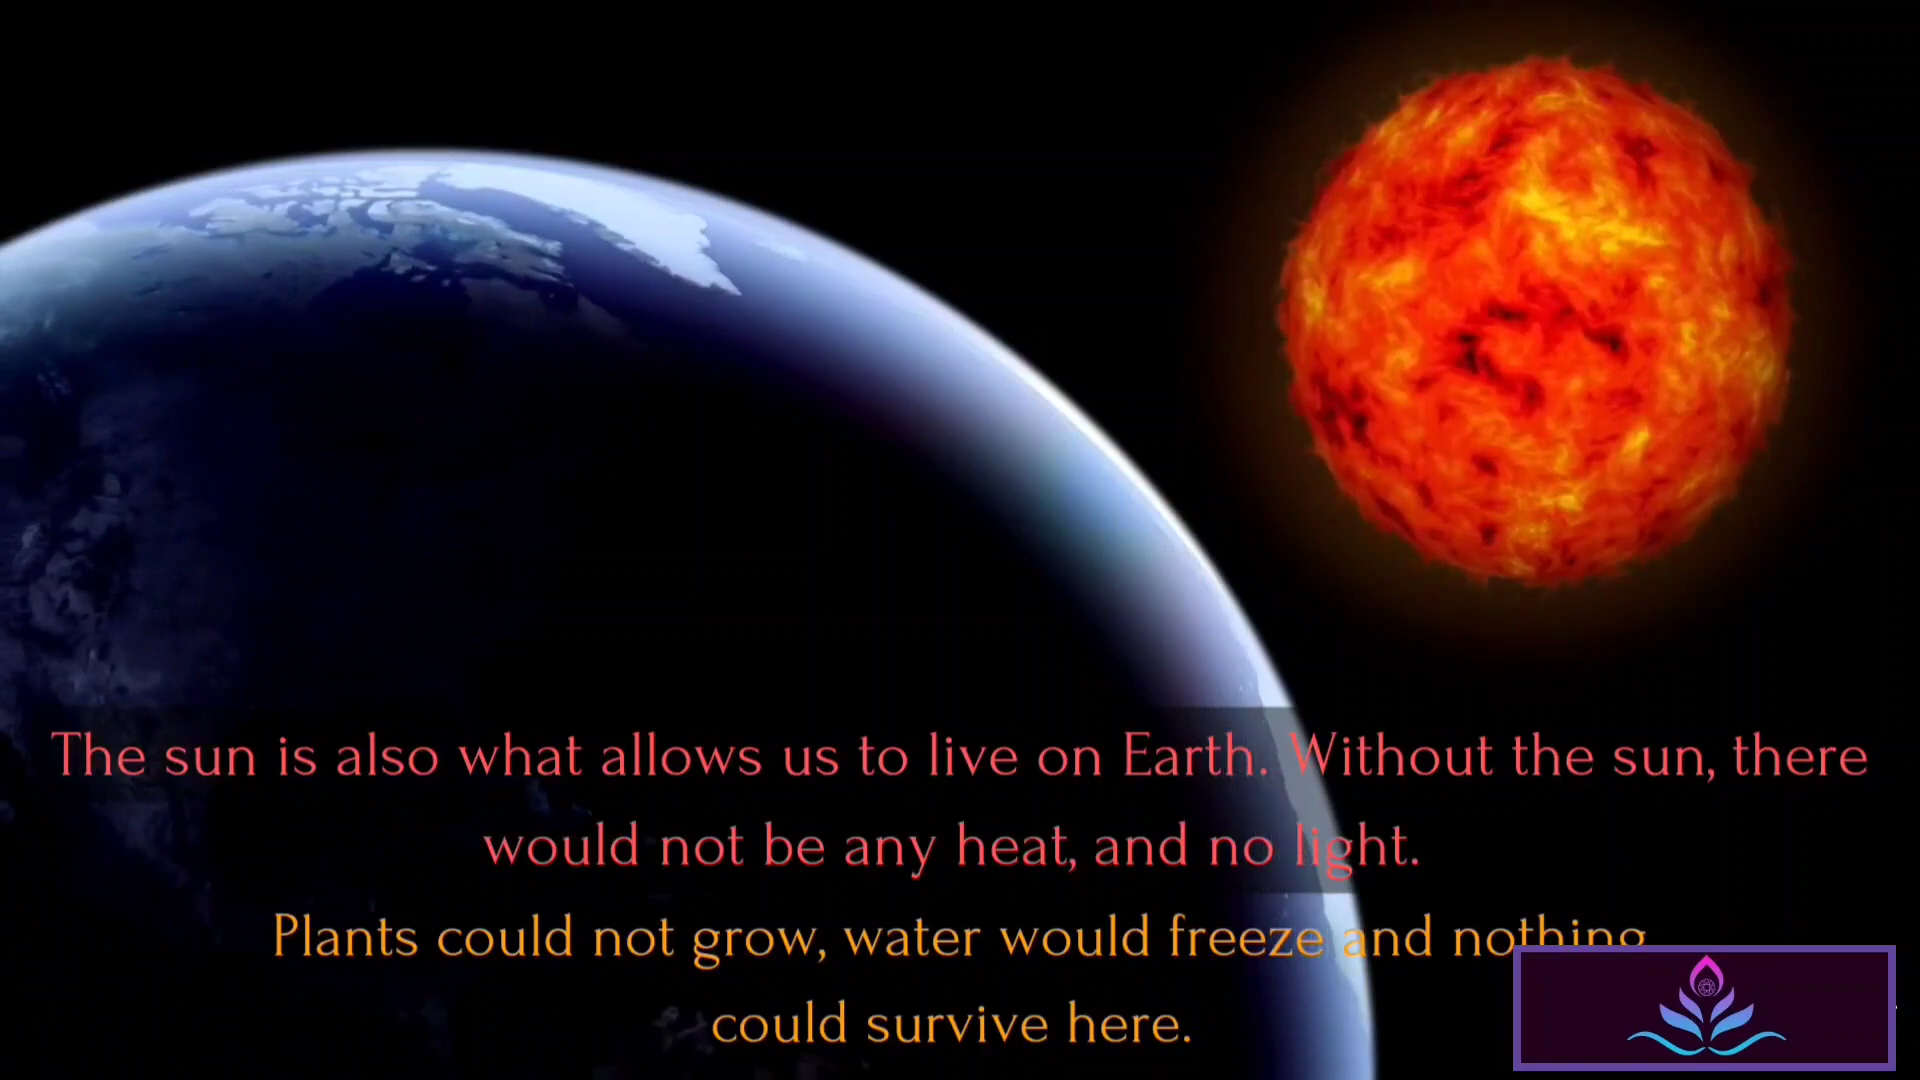 The sun is also what allows us to live on Earth. Without the sun, there
would not be any heat, and no light.
Plants could not grow, water would freeze and nothing
could survive here.